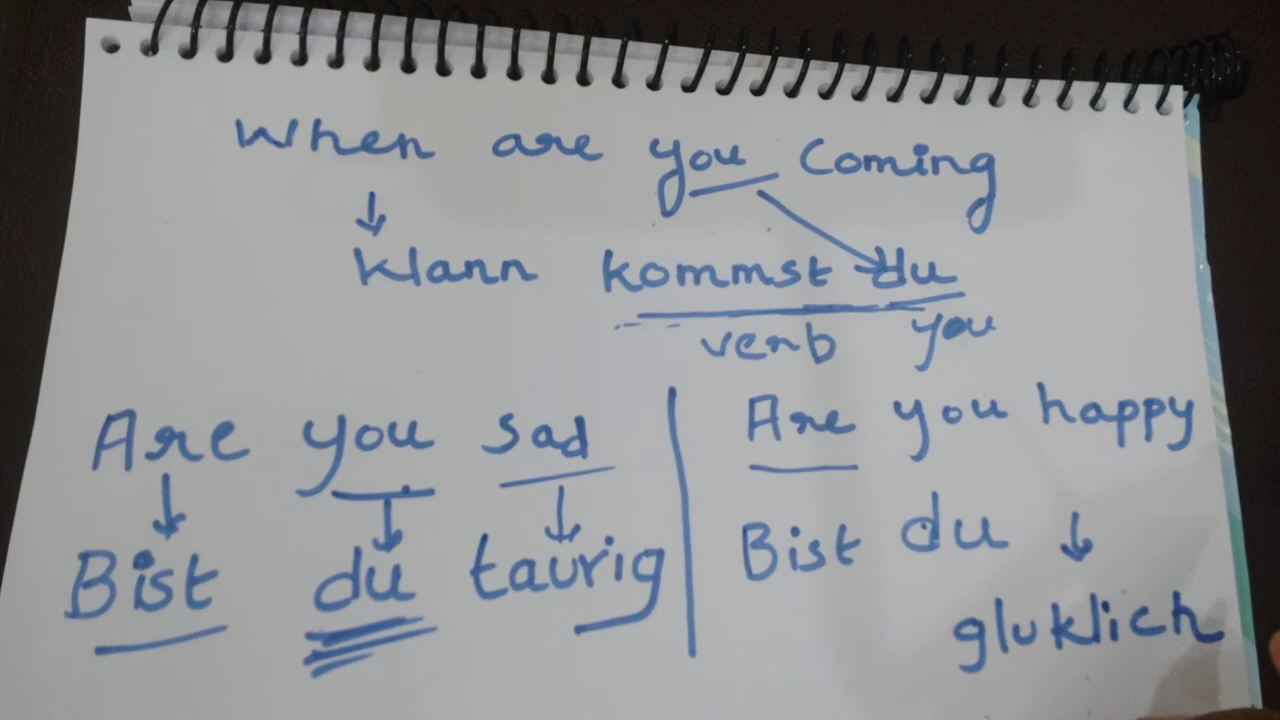 When are you Coming
klann kommst du
verb you
Are you sad
Bist du taurig
Are you happy
Bist du
gluklich